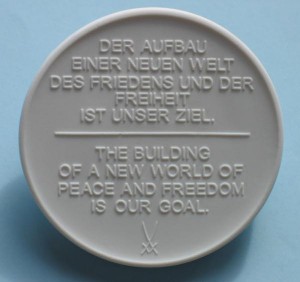 DER AUFBAU
EINER NEUEN WELT
DES FRIEDENS UND DER
FREIHEIT
IST UNSER ZIEL.
THE BUILDING
OF A NEW WORLD OF
PEACE AND FREEDOM
IS OUR GOAL.